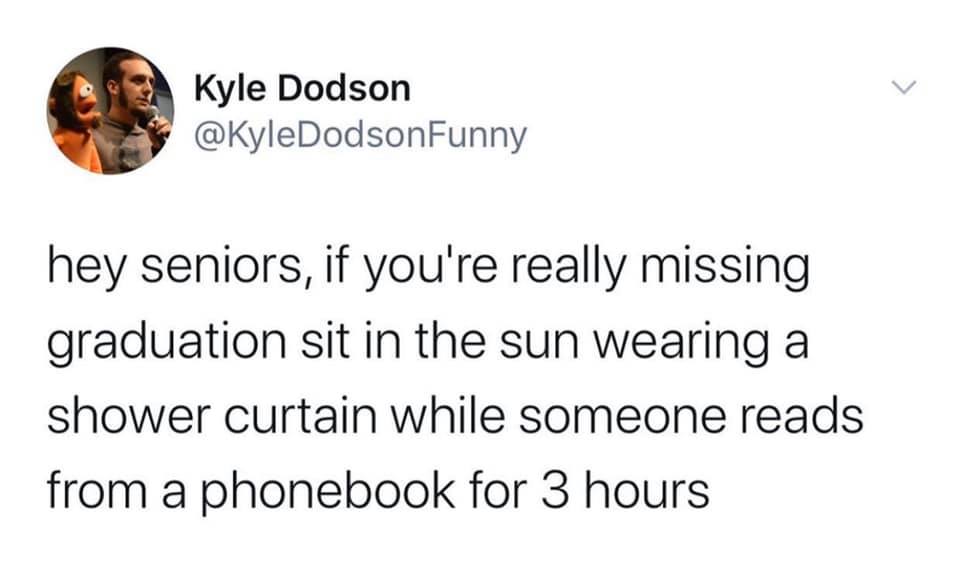 Kyle Dodson
@KyleDodsonFunny
hey seniors, if you're really missing
graduation sit in the sun wearing a
shower curtain while someone reads
from a phonebook for 3 hours